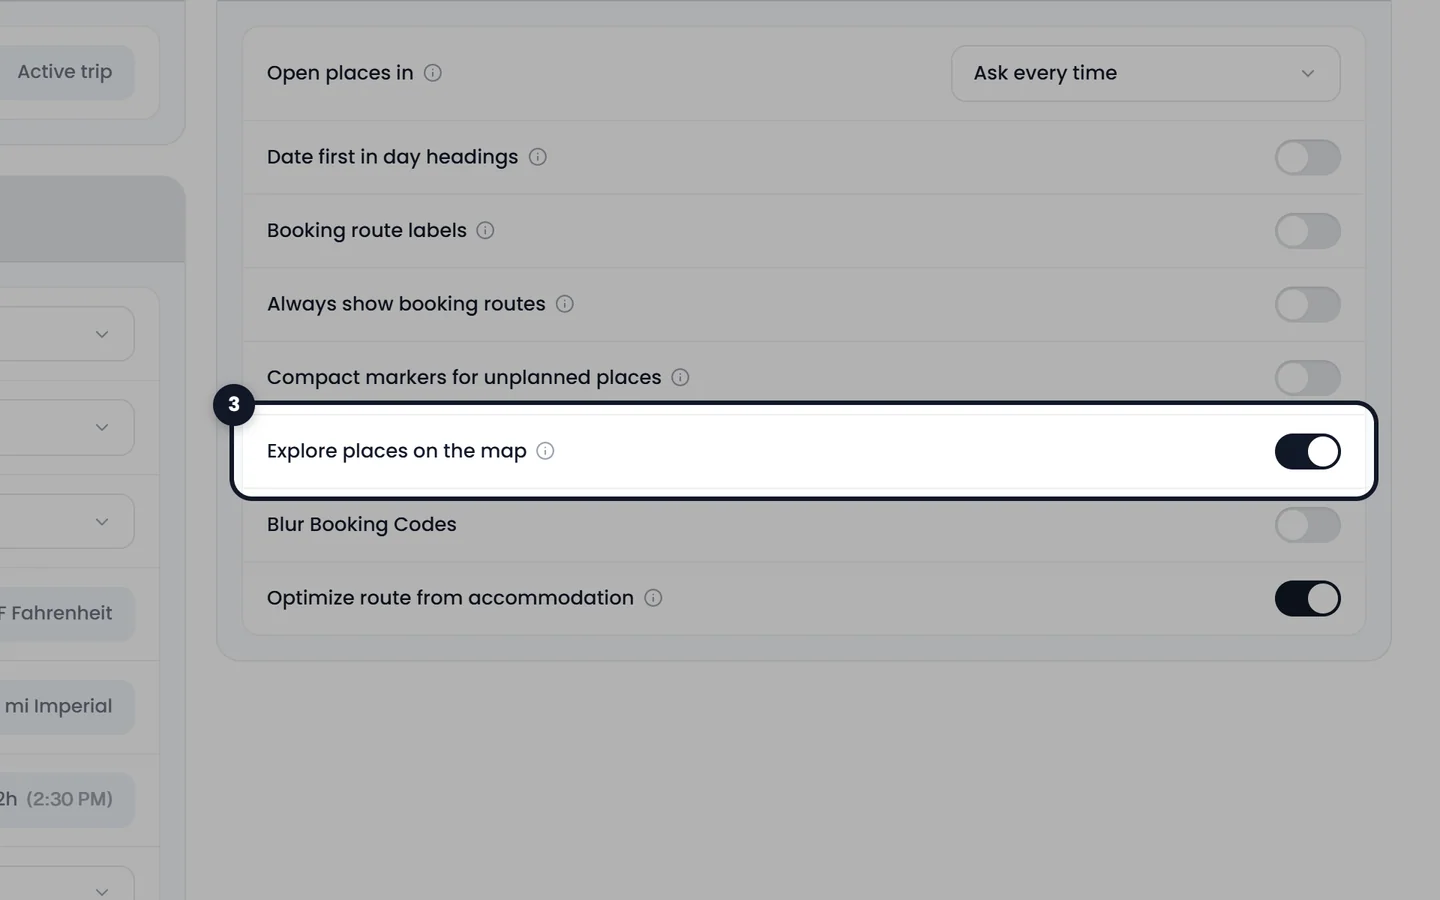 Active trip
Open places in
Ask every time
Date first in day headings
Booking route labels
Always show booking routes
Compact markers for unplanned places
3
Explore places on the map
Blur Booking Codes
Optimize route from accommodation
F Fahrenheit
mi Imperial
2h (2:30 PM)